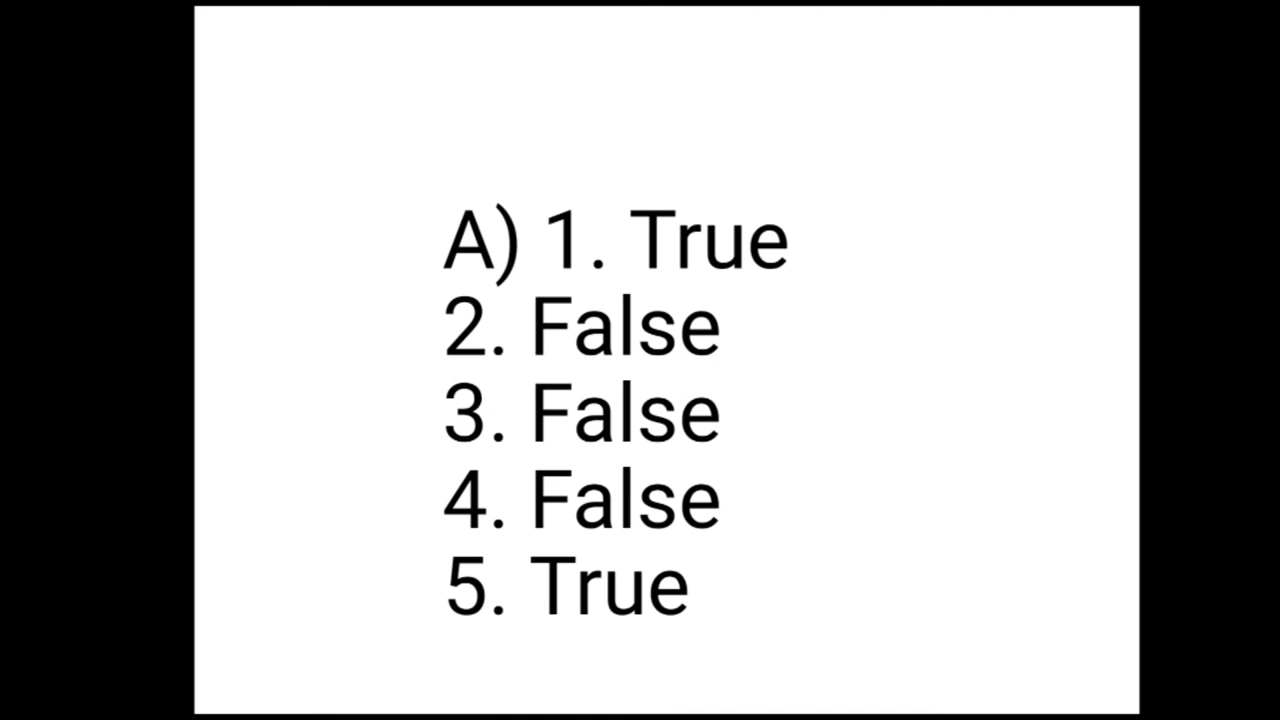 A) 1. True
2. False
3. False
4. False
5. True